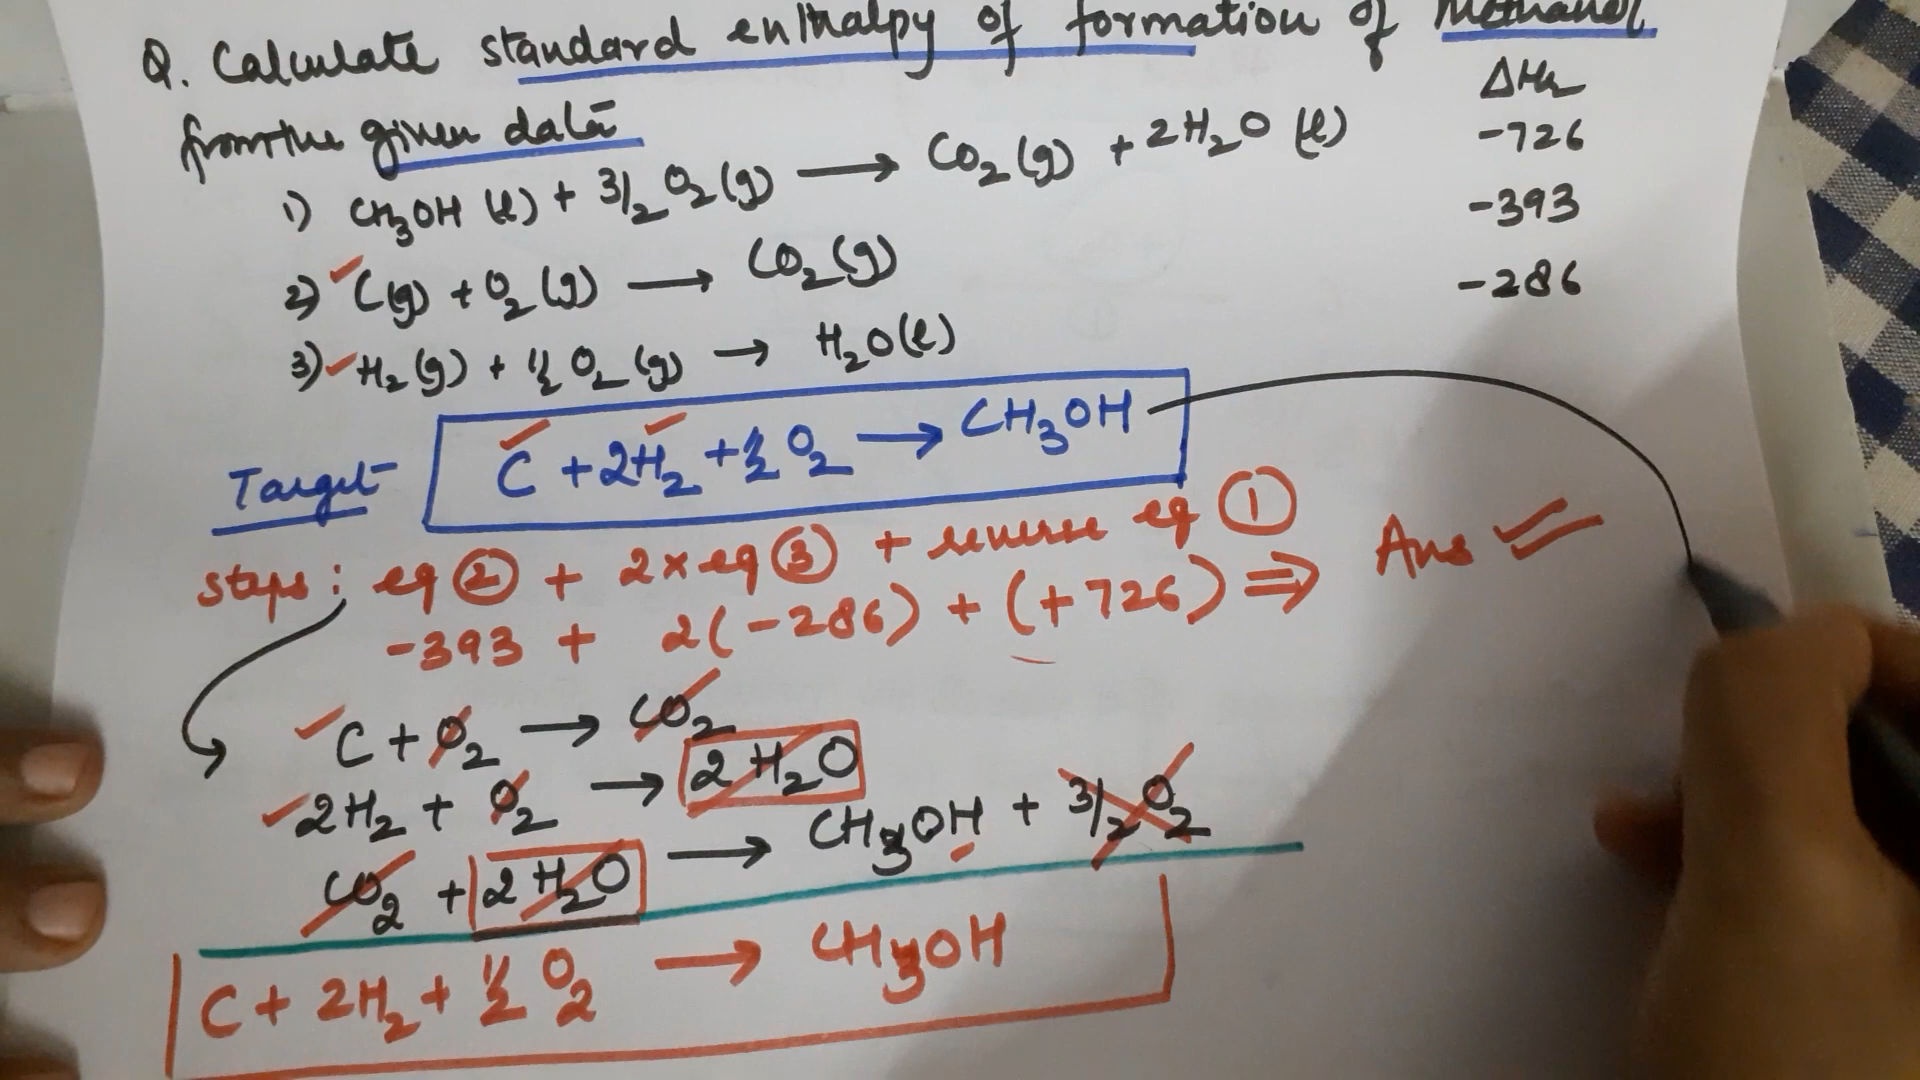 Q. Calculate standard enthalpy of formation of Methanol
from the given data
ΔHr
1) CH3OH (l) + 3/2 O2 (g) → CO2 (g) + 2H2O (l) -726
2) C(g) + O2 (g) → CO2 (g) -393
3) H2 (g) + 1/2 O2 (g) → H2O (l) -286
Target C + 2H2 + 1/2 O2 → CH3OH
Steps: eq 2 + 2 x eq 3 + reverse eq 1
-393 + 2(-286) + (+726) ⇒ Ans
C + O2 → CO2
2H2 + O2 → 2H2O
CO2 + 2H2O → CH3OH + 3/2 O2
C + 2H2 + 1/2 O2 → CH3OH